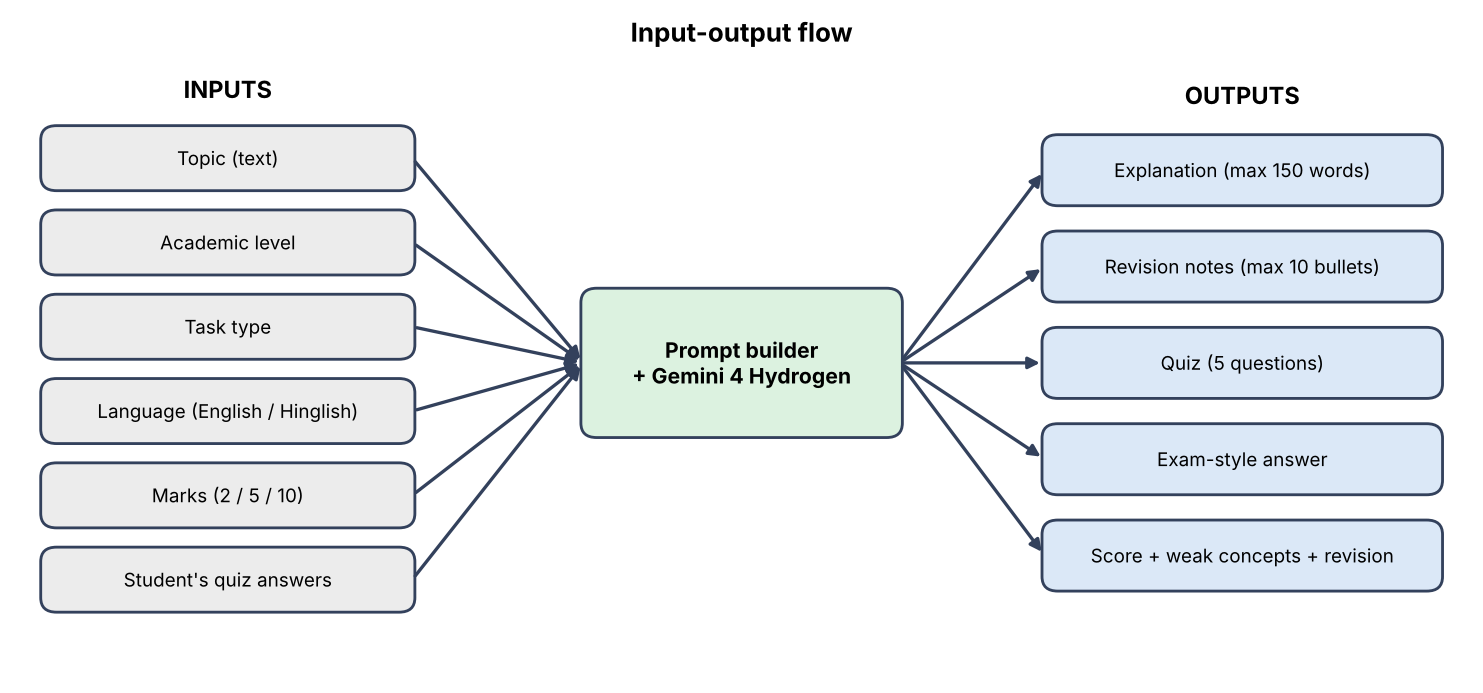 Input-output flow
INPUTS
Topic (text)
Academic level
Task type
Language (English / Hinglish)
Marks (2 / 5 / 10)
Student's quiz answers
Prompt builder
+ Gemini 4 Hydrogen
OUTPUTS
Explanation (max 150 words)
Revision notes (max 10 bullets)
Quiz (5 questions)
Exam-style answer
Score + weak concepts + revision